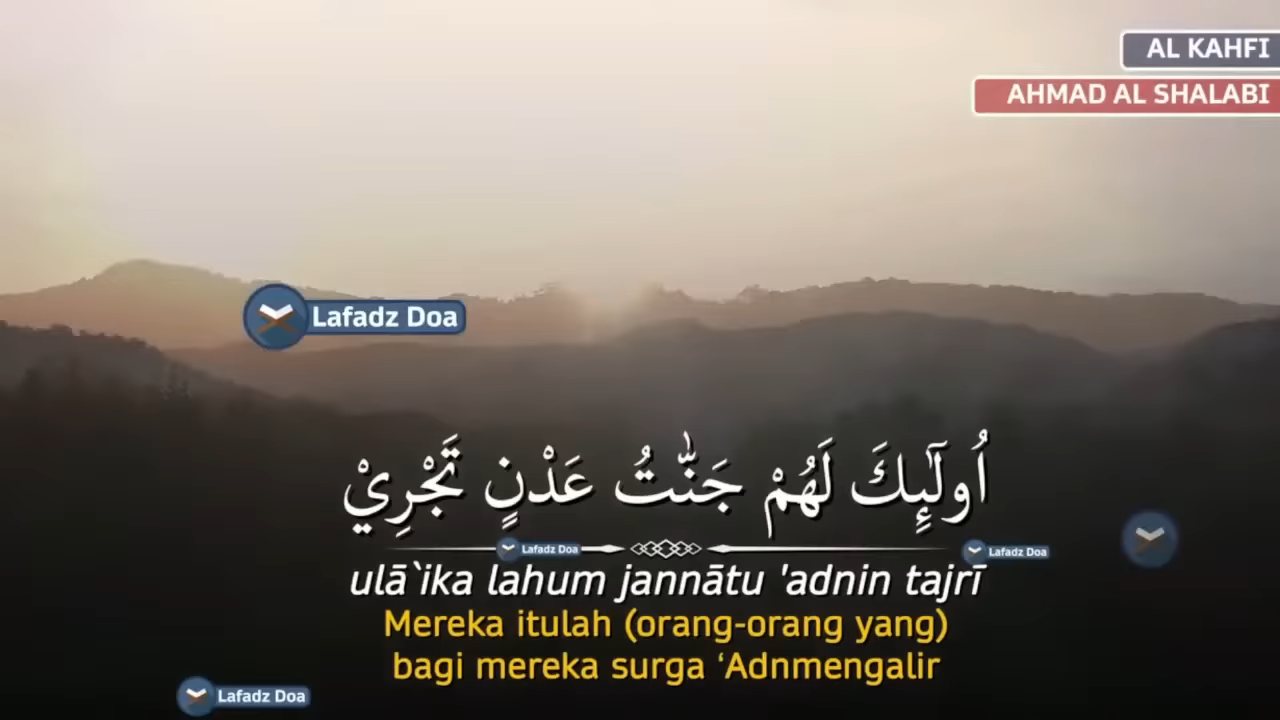 AL KAHFI
AHMAD AL SHALABI
Lafadz Doa
اُولٰۤىِٕكَ لَهُمْ جَنّٰتُ عَدْنٍ تَجْرِيْ
Lafadz Doa
Lafadz Doa
ulā`ika lahum jannātu 'adnin tajrī
Mereka itulah (orang-orang yang)
bagi mereka surga ‘Adnmengalir
Lafadz Doa